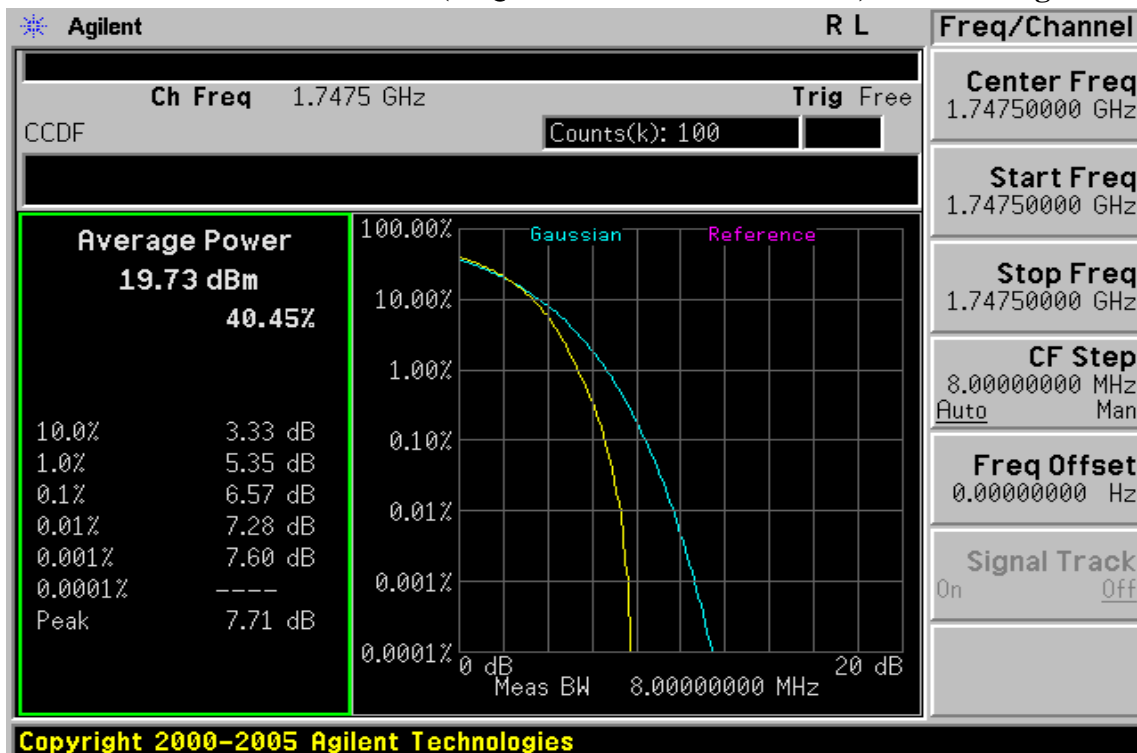 Agilent R L
Freq/Channel
Ch Freq 1.7475 GHz Trig Free
CCDF Counts(k): 100
Average Power
19.73 dBm
40.45%
10.0% 3.33 dB
1.0% 5.35 dB
0.1% 6.57 dB
0.01% 7.28 dB
0.001% 7.60 dB
0.0001% ----
Peak 7.71 dB
Gaussian Reference
100.00%
10.00%
1.00%
0.10%
0.01%
0.001%
0.0001%
0 dB 20 dB
Meas BW 8.00000000 MHz
Center Freq
1.74750000 GHz
Start Freq
1.74750000 GHz
Stop Freq
1.74750000 GHz
CF Step
8.00000000 MHz
Auto Man
Freq Offset
0.00000000 Hz
Signal Track
On Off
Copyright 2000-2005 Agilent Technologies